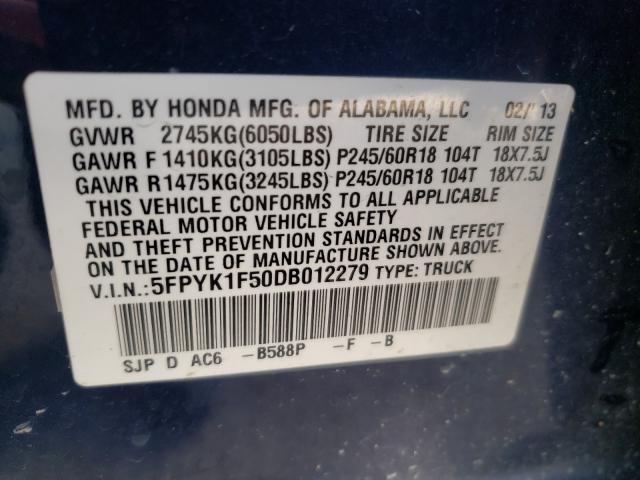 MFD. BY HONDA MFG. OF ALABAMA, LLC 02/13
GVWR 2745KG(6050LBS) TIRE SIZE RIM SIZE
GAWR F 1410KG(3105LBS) P245/60R18 104T 18X7.5J
GAWR R 1475KG(3245LBS) P245/60R18 104T 18X7.5J
THIS VEHICLE CONFORMS TO ALL APPLICABLE
FEDERAL MOTOR VEHICLE SAFETY
AND THEFT PREVENTION STANDARDS IN EFFECT
ON THE DATE OF MANUFACTURE SHOWN ABOVE.
V.I.N.:5FPYK1F50DB012279 TYPE: TRUCK
SJP D AC6 -B588P -F -B